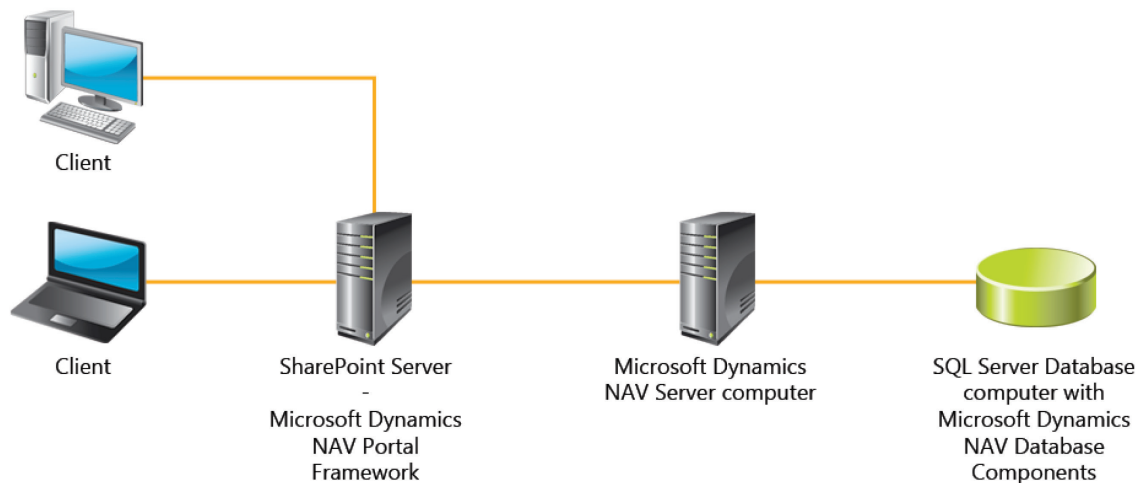 Client
Client
SharePoint Server
-
Microsoft Dynamics
NAV Portal
Framework
Microsoft Dynamics
NAV Server computer
SQL Server Database
computer with
Microsoft Dynamics
NAV Database
Components